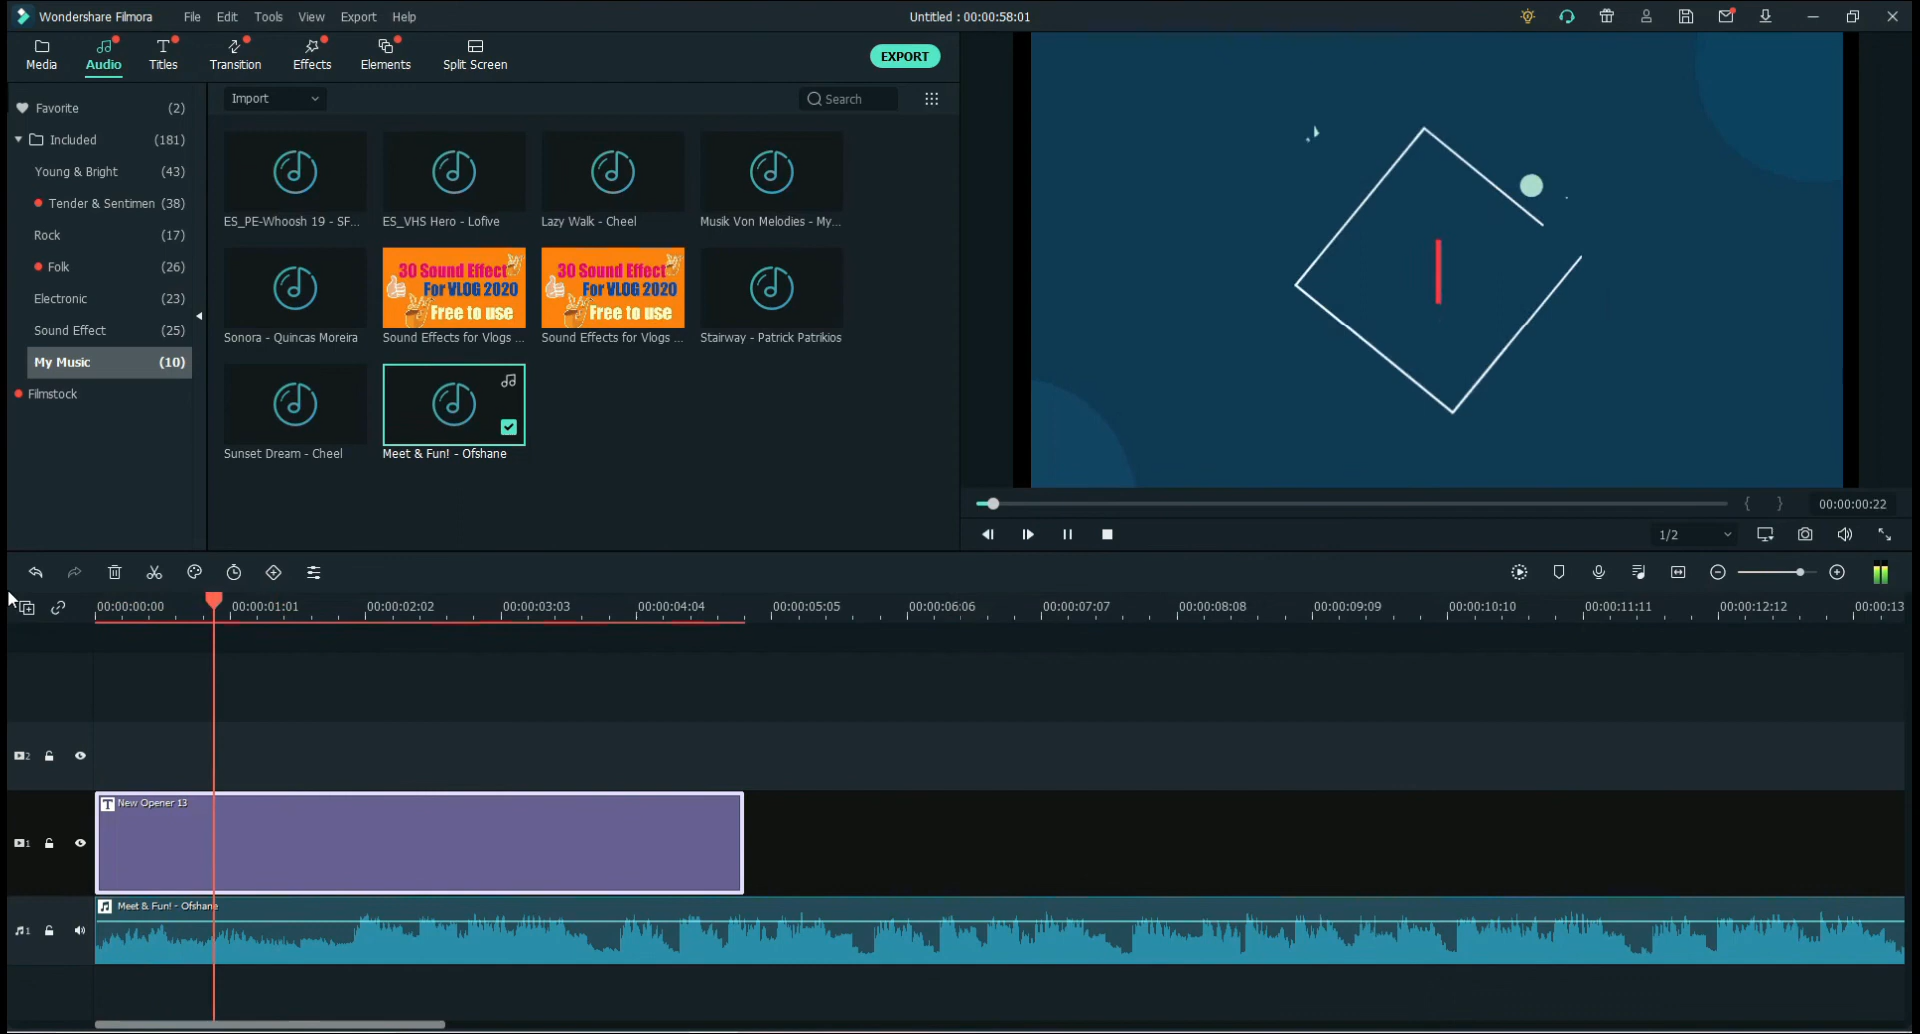 Wondershare Filmora File Edit Tools View Export Help Untitled : 00:00:58:01
Media Audio Titles Transition Effects Elements Split Screen EXPORT
Favorite (2)
Included (181)
Young & Bright (43)
Tender & Sentimen (38)
Rock (17)
Folk (26)
Electronic (23)
Sound Effect (25)
My Music (10)
Filmstock
Import Search
ES_PE-Whoosh 19 - SF... ES_VHS Hero - Lofive Lazy Walk - Cheel Musik Von Melodies - My...
30 Sound Effect
For VLOG 2020
Free to use
30 Sound Effect
For VLOG 2020
Free to use
Sonora - Quincas Moreira Sound Effects for Vlogs ... Sound Effects for Vlogs ... Stairway - Patrick Patrikios
Sunset Dream - Cheel Meet & Fun! - Ofshane
{ } 00:00:00:22
1/2
00:00:00:00 00:00:01:01 00:00:02:02 00:00:03:03 00:00:04:04 00:00:05:05 00:00:06:06 00:00:07:07 00:00:08:08 00:00:09:09 00:00:10:10 00:00:11:11 00:00:12:12 00:00:13
2
T New Opener 13
1
Meet & Fun! - Ofshane
1